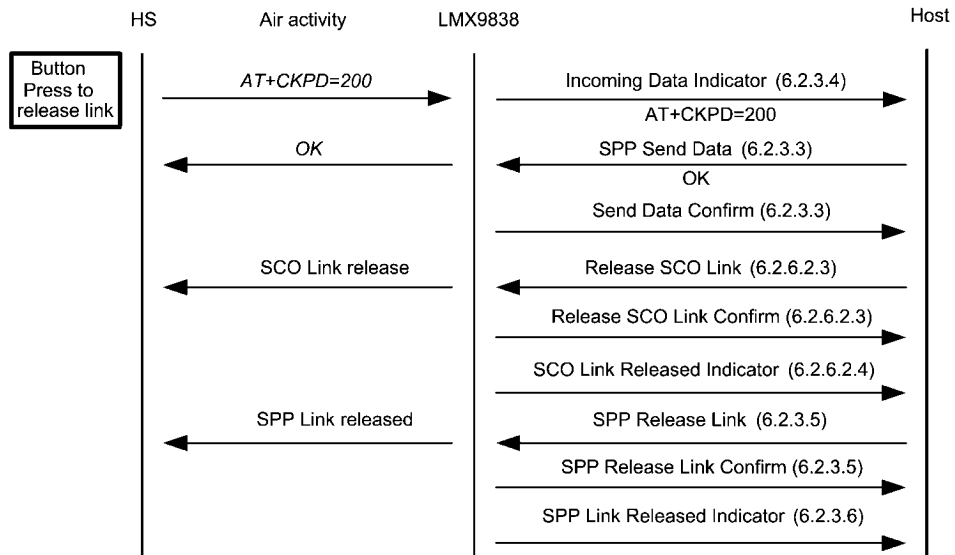 HS Air activity LMX9838 Host
Button
Press to
release link
AT+CKPD=200 Incoming Data Indicator (6.2.3.4)
AT+CKPD=200
OK SPP Send Data (6.2.3.3)
OK
Send Data Confirm (6.2.3.3)
SCO Link release Release SCO Link (6.2.6.2.3)
Release SCO Link Confirm (6.2.6.2.3)
SCO Link Released Indicator (6.2.6.2.4)
SPP Link released SPP Release Link (6.2.3.5)
SPP Release Link Confirm (6.2.3.5)
SPP Link Released Indicator (6.2.3.6)